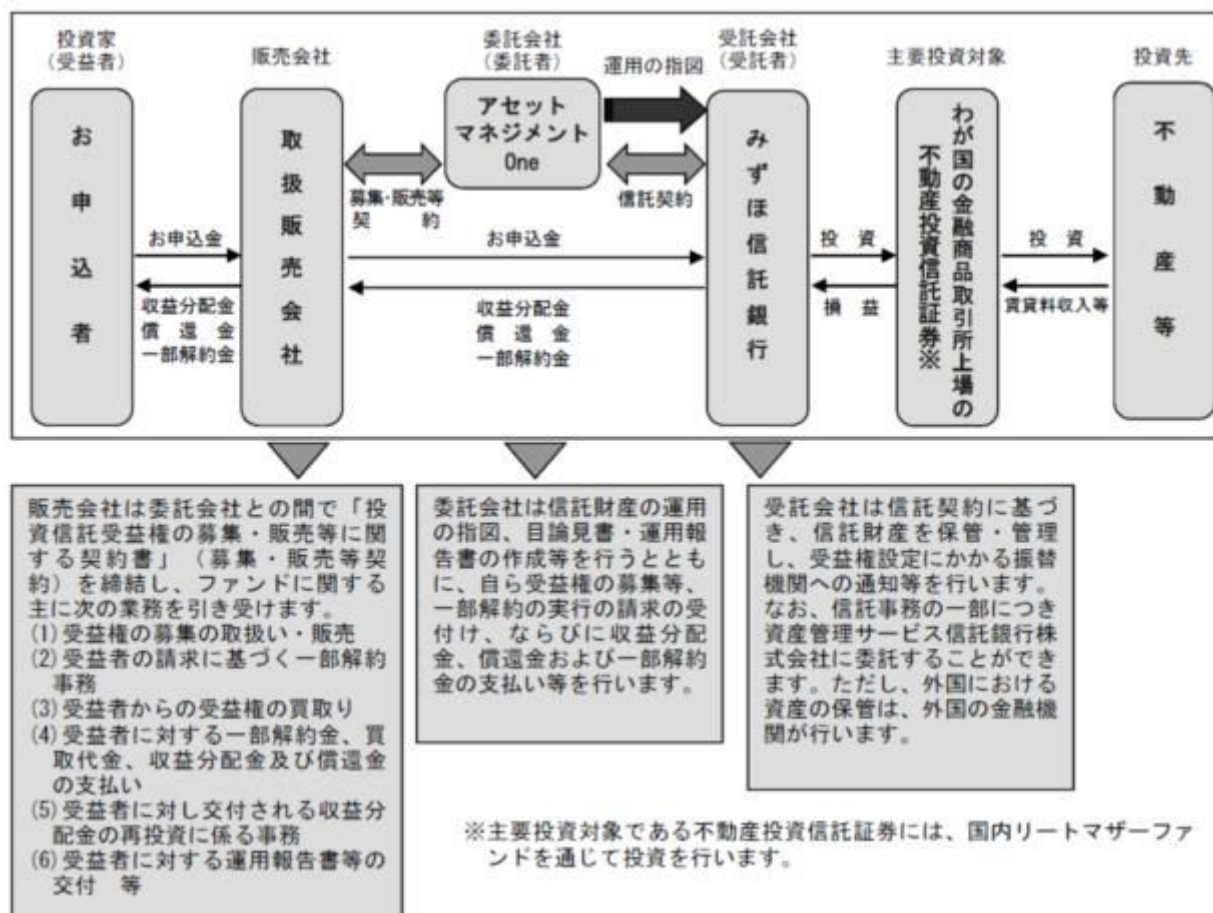 投資家
（受益者）
販売会社
委託会社
（委託者）
運用の指図
受託会社
（受託者）
主要投資対象
投資先
お申込者
取扱販売会社
アセット
マネジメント
One
みずほ信託銀行
わが国の金融商品取引所上場の
不動産投資信託証券※
不動産等
募集・販売等
契　約
信託契約
お申込金
収益分配金
償　還　金
一部解約金
お申込金
収益分配金
償　還　金
一部解約金
投　資
損　益
投　資
賃貸料収入等
販売会社は委託会社との間で「投
資信託受益権の募集・販売等に関
する契約書」（募集・販売等契
約）を締結し、ファンドに関する
主に次の業務を引き受けます。
(1)受益権の募集の取扱い・販売
(2)受益者の請求に基づく一部解約
事務
(3)受益者からの受益権の買取り
(4)受益者に対する一部解約金、買
取代金、収益分配金及び償還金
の支払い
(5)受益者に対し交付される収益分
配金の再投資に係る事務
(6)受益者に対する運用報告書等の
交付　等
委託会社は信託財産の運用
の指図、目論見書・運用報
告書の作成等を行うととも
に、自ら受益権の募集等、
一部解約の実行の請求の受
付け、ならびに収益分配
金、償還金および一部解約
金の支払い等を行います。
受託会社は信託契約に基づ
き、信託財産を保管・管理
し、受益権設定にかかる振替
機関への通知等を行います。
なお、信託事務の一部につき
資産管理サービス信託銀行株
式会社に委託することができ
ます。ただし、外国における
資産の保管は、外国の金融機
関が行います。
※主要投資対象である不動産投資信託証券には、国内リートマザーファ
ンドを通じて投資を行います。